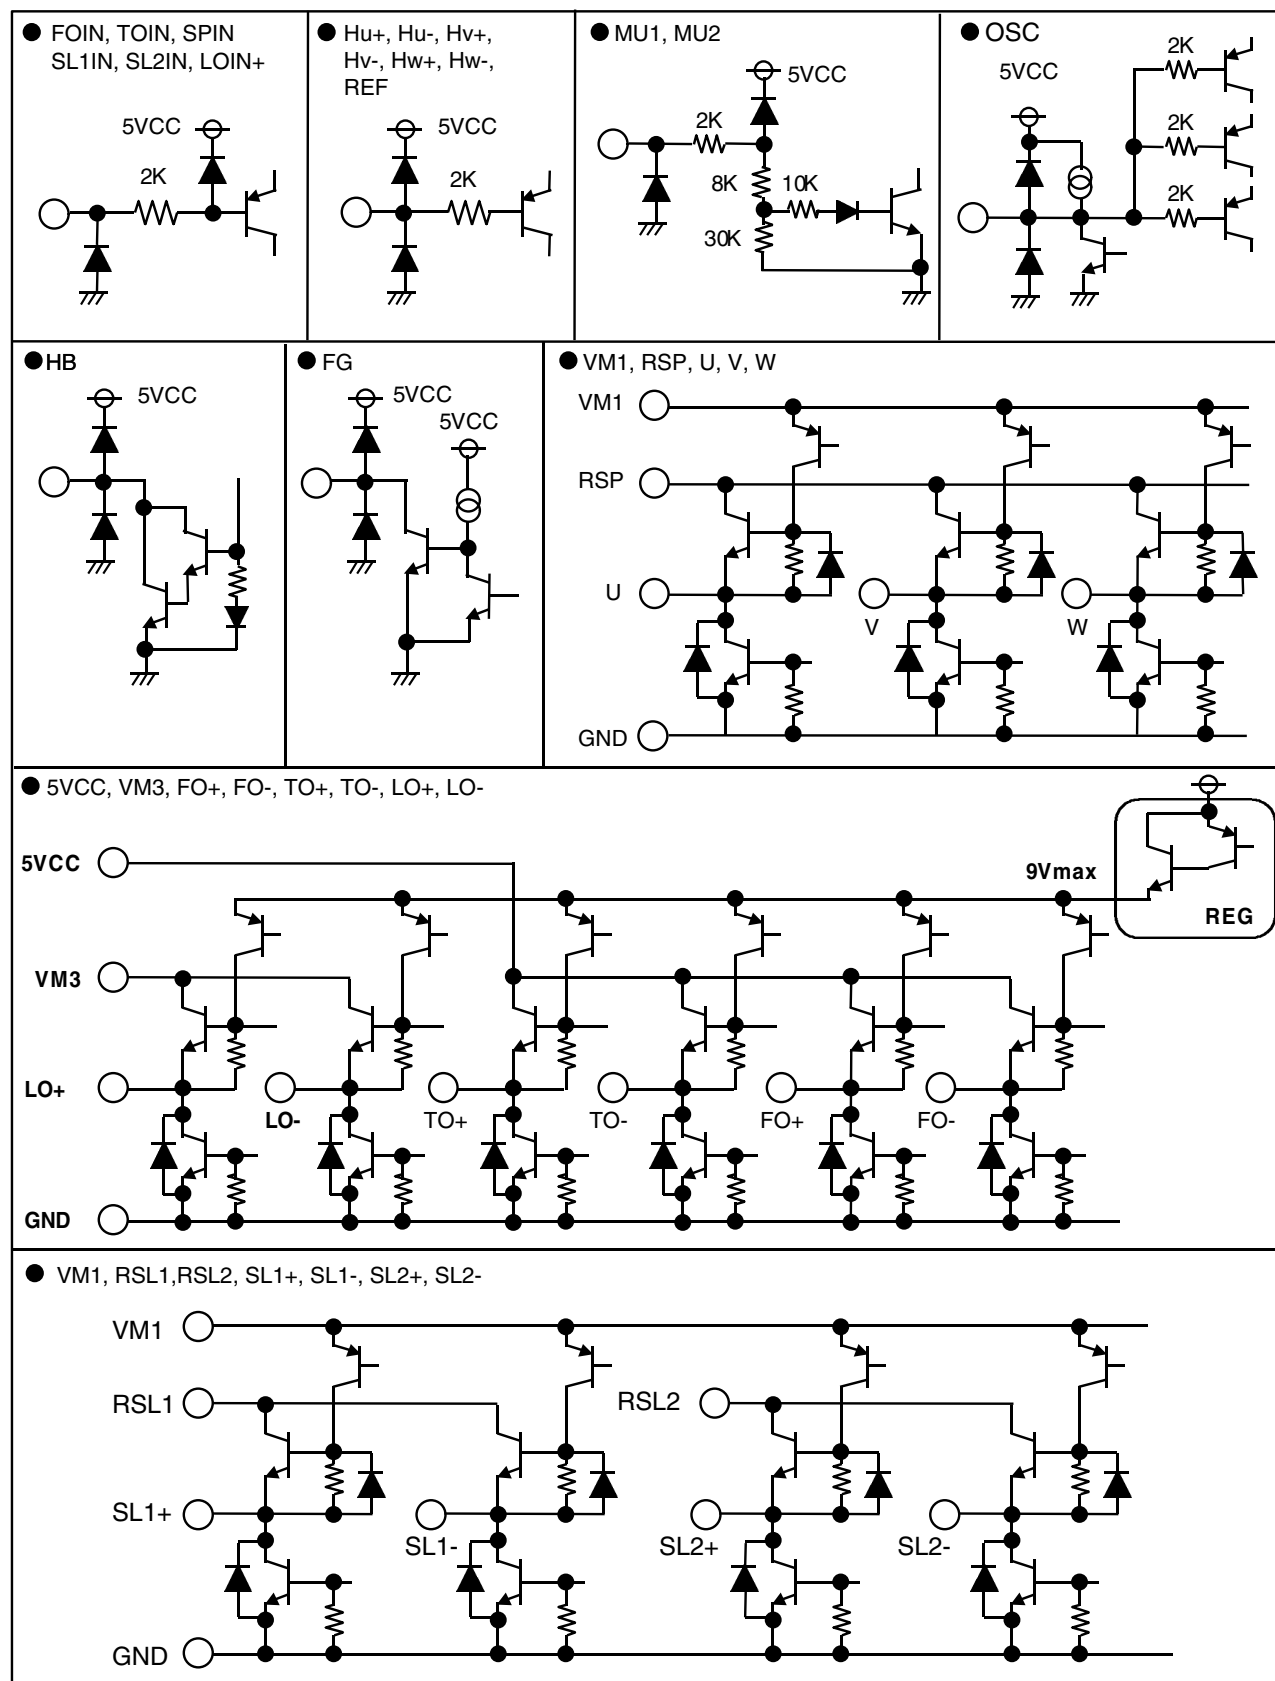 FOIN, TOIN, SPIN
SL1IN, SL2IN, LOIN+
5VCC
2K
Hu+, Hu-, Hv+,
Hv-, Hw+, Hw-,
REF
5VCC
2K
MU1, MU2
5VCC
2K
8K
10K
30K
OSC
5VCC
2K
2K
2K
HB
5VCC
FG
5VCC
5VCC
VM1, RSP, U, V, W
VM1
RSP
U
V
W
GND
5VCC, VM3, FO+, FO-, TO+, TO-, LO+, LO-
5VCC
9Vmax
REG
VM3
LO+
LO-
TO+
TO-
FO+
FO-
GND
VM1, RSL1,RSL2, SL1+, SL1-, SL2+, SL2-
VM1
RSL1
RSL2
SL1+
SL1-
SL2+
SL2-
GND